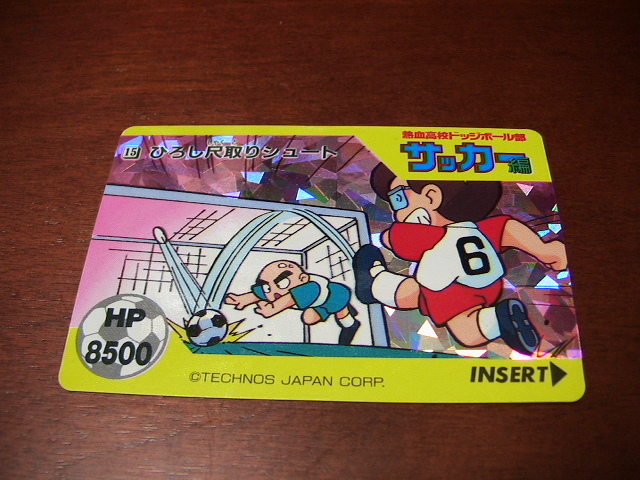 熱血高校ドッジボール部
サッカー編
15 ひろし尺取りシュート
6
HP
8500
©TECHNOS JAPAN CORP.
INSERT▶